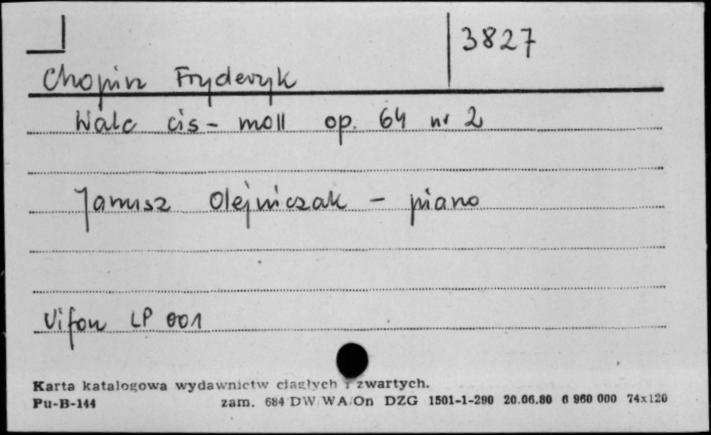 3827
Chopin Fryderyk
Walc cis-moll op. 64 nr 2
Janusz Olejniczak - piano
Vifon LP 001
Karta katalogowa wydawnictw ciągłych i zwartych.
Pu-B-144 zam. 684 DW/WA/On DZG 1501-1-290 20.06.80 6 960 000 74x120